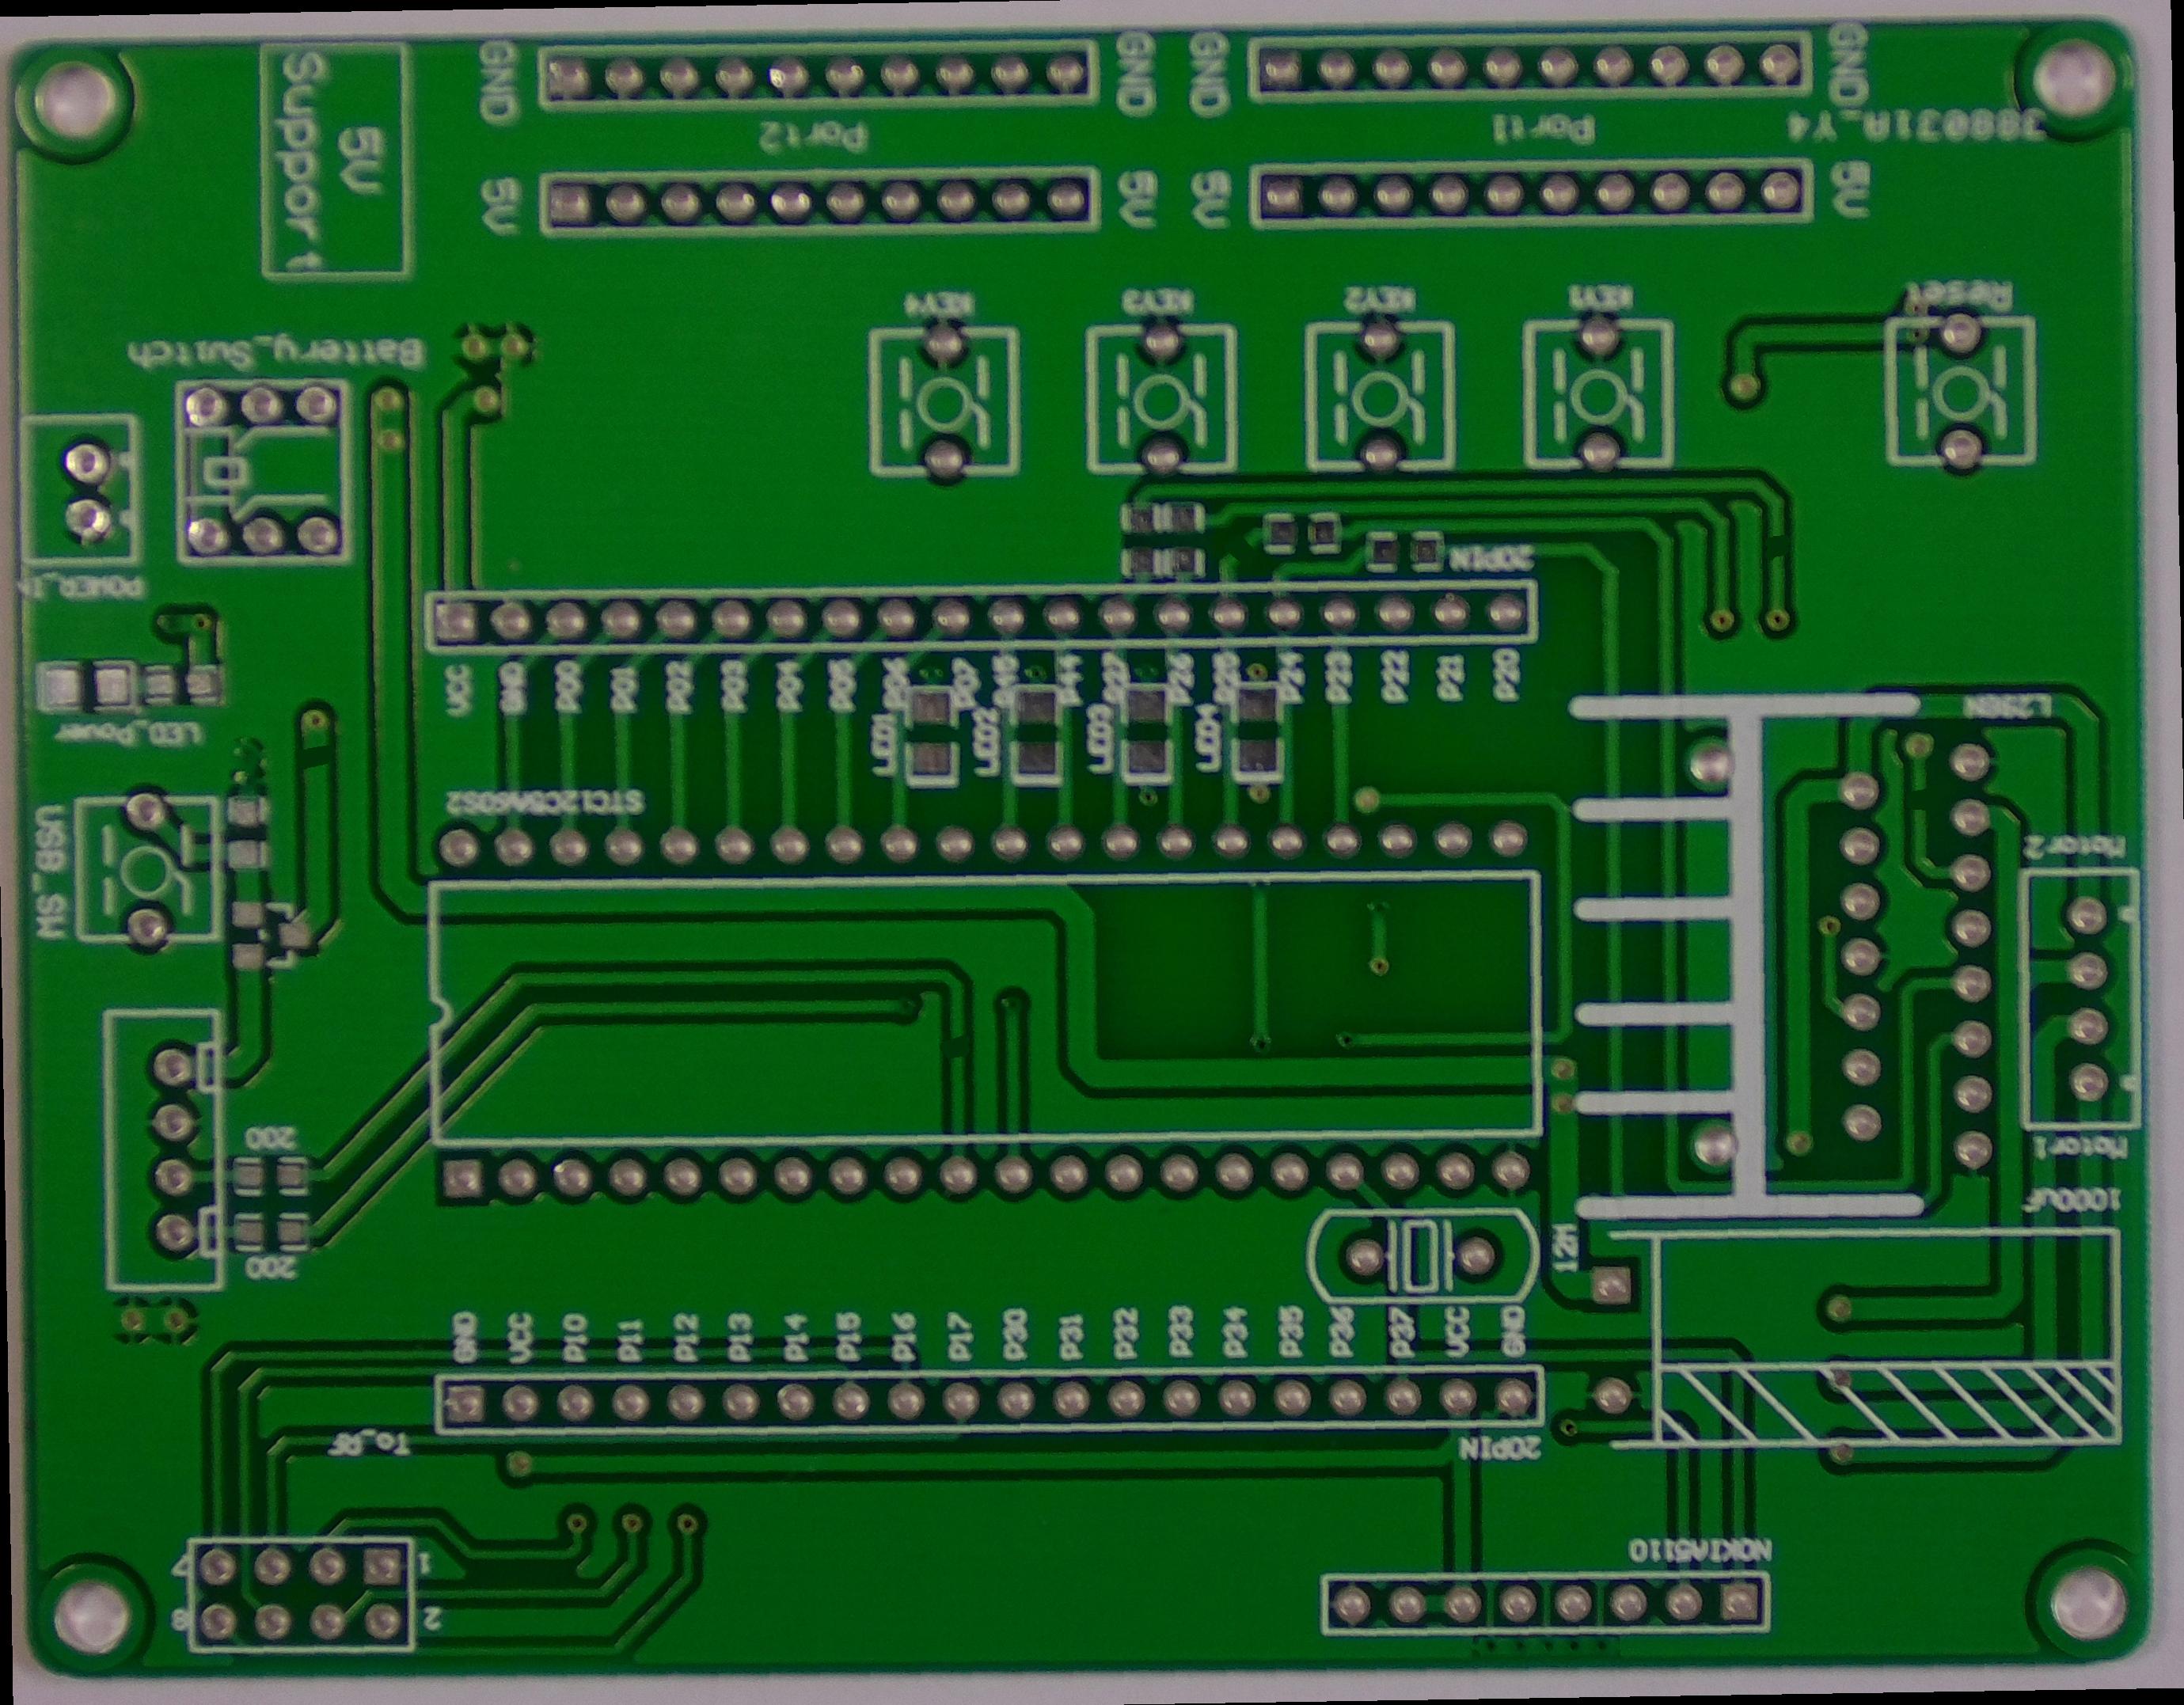 GND
GND
GND
GND
5V
Support
Port2
Port1
5V
5V
5V
5V
KEY4
KEY3
KEY2
KEY1
Reset
Battery_Switch
20PIN
VCC
GND
P00
P01
P02
P03
P04
P05
P06
P07
P45
P44
P27
P26
P25
P24
P23
P22
P21
P20
LED_Power
LED1
LED2
LED3
LED4
L298N
STC12C5A60S2
USB_SW
Motor2
Motor1
1000uF
200
200
12M
GND
VCC
P10
P11
P12
P13
P14
P15
P16
P17
P30
P31
P32
P33
P34
P35
P36
P37
VCC
GND
To_RF
20PIN
NOKIA5110
7
1
8
2